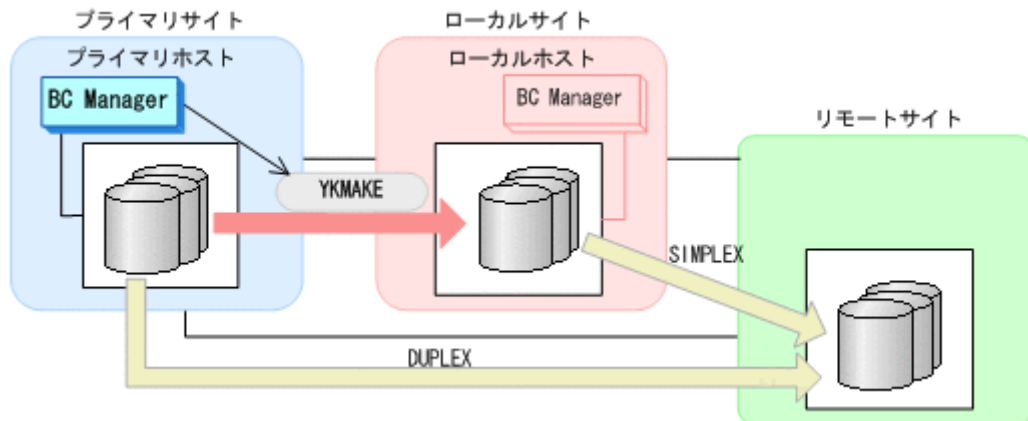 プライマリサイト
ローカルサイト
プライマリホスト
ローカルホスト
BC Manager
BC Manager
リモートサイト
YKMAKE
SIMPLEX
DUPLEX